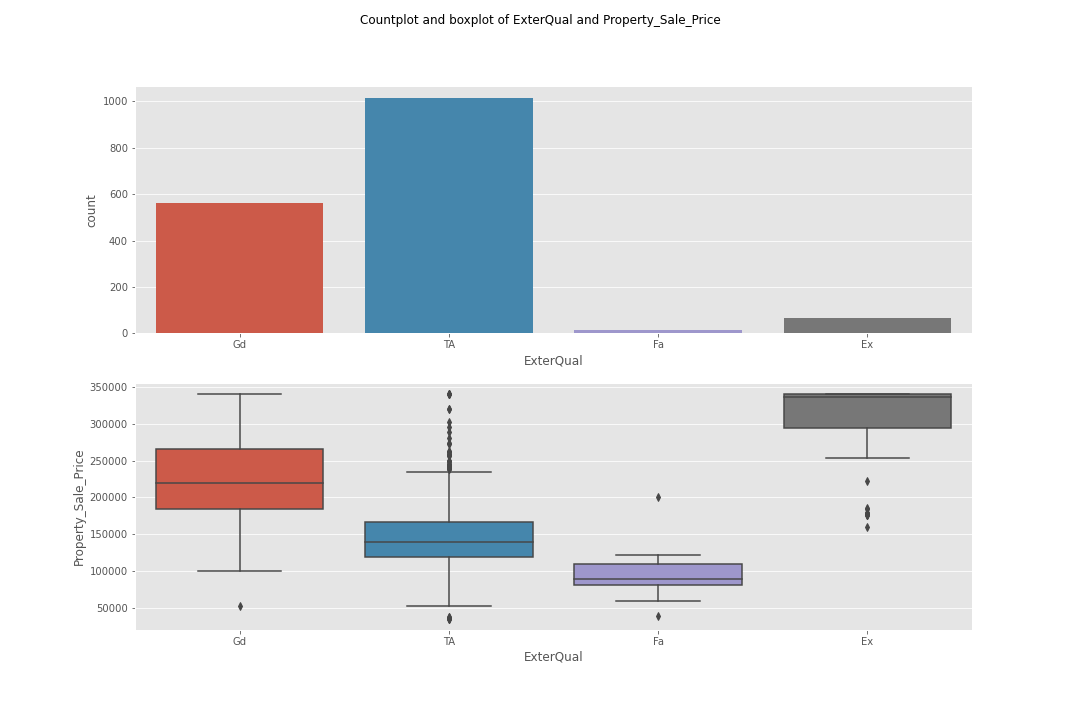 Countplot and boxplot of ExterQual and Property_Sale_Price
1000
800
600
400
200
0
count
Gd TA Fa Ex
ExterQual
350000
300000
250000
200000
150000
100000
50000
Property_Sale_Price
Gd TA Fa Ex
ExterQual